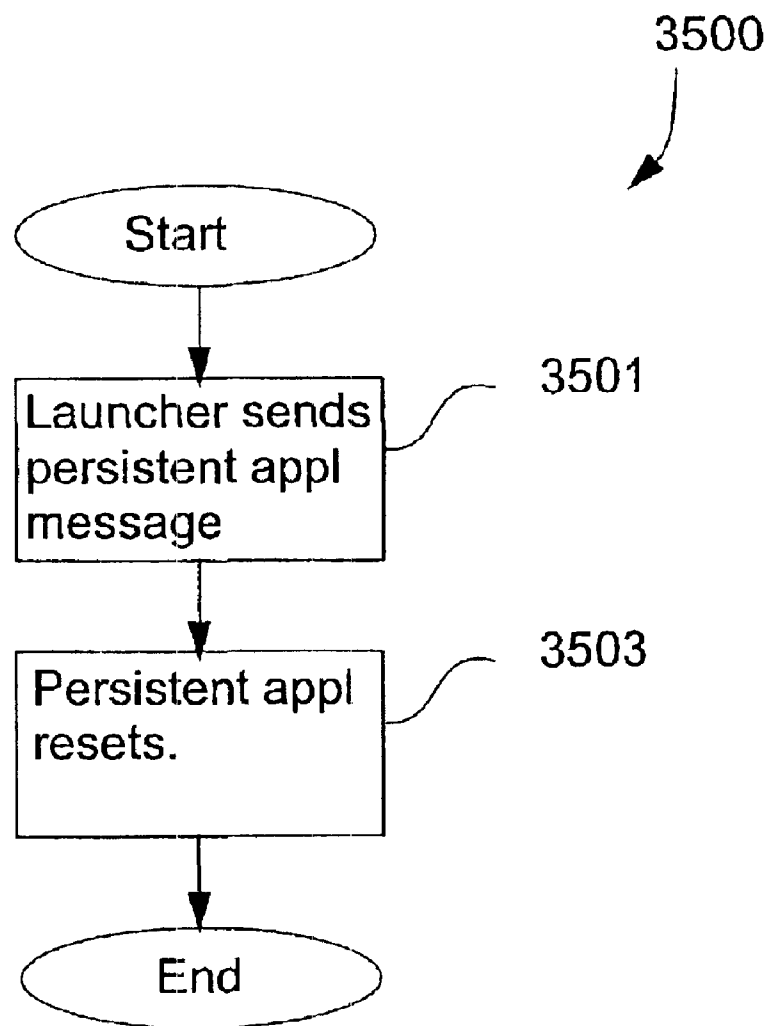 3500
Start
Launcher sends
persistent appl
message
3501
Persistent appl
resets.
3503
End